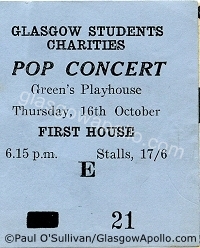 GLASGOW STUDENTS
CHARITIES
POP CONCERT
Green's Playhouse
Thursday, 16th October
FIRST HOUSE
6.15 p.m. Stalls, 17/6
E
21
©Paul O'Sullivan/GlasgowApollo.com